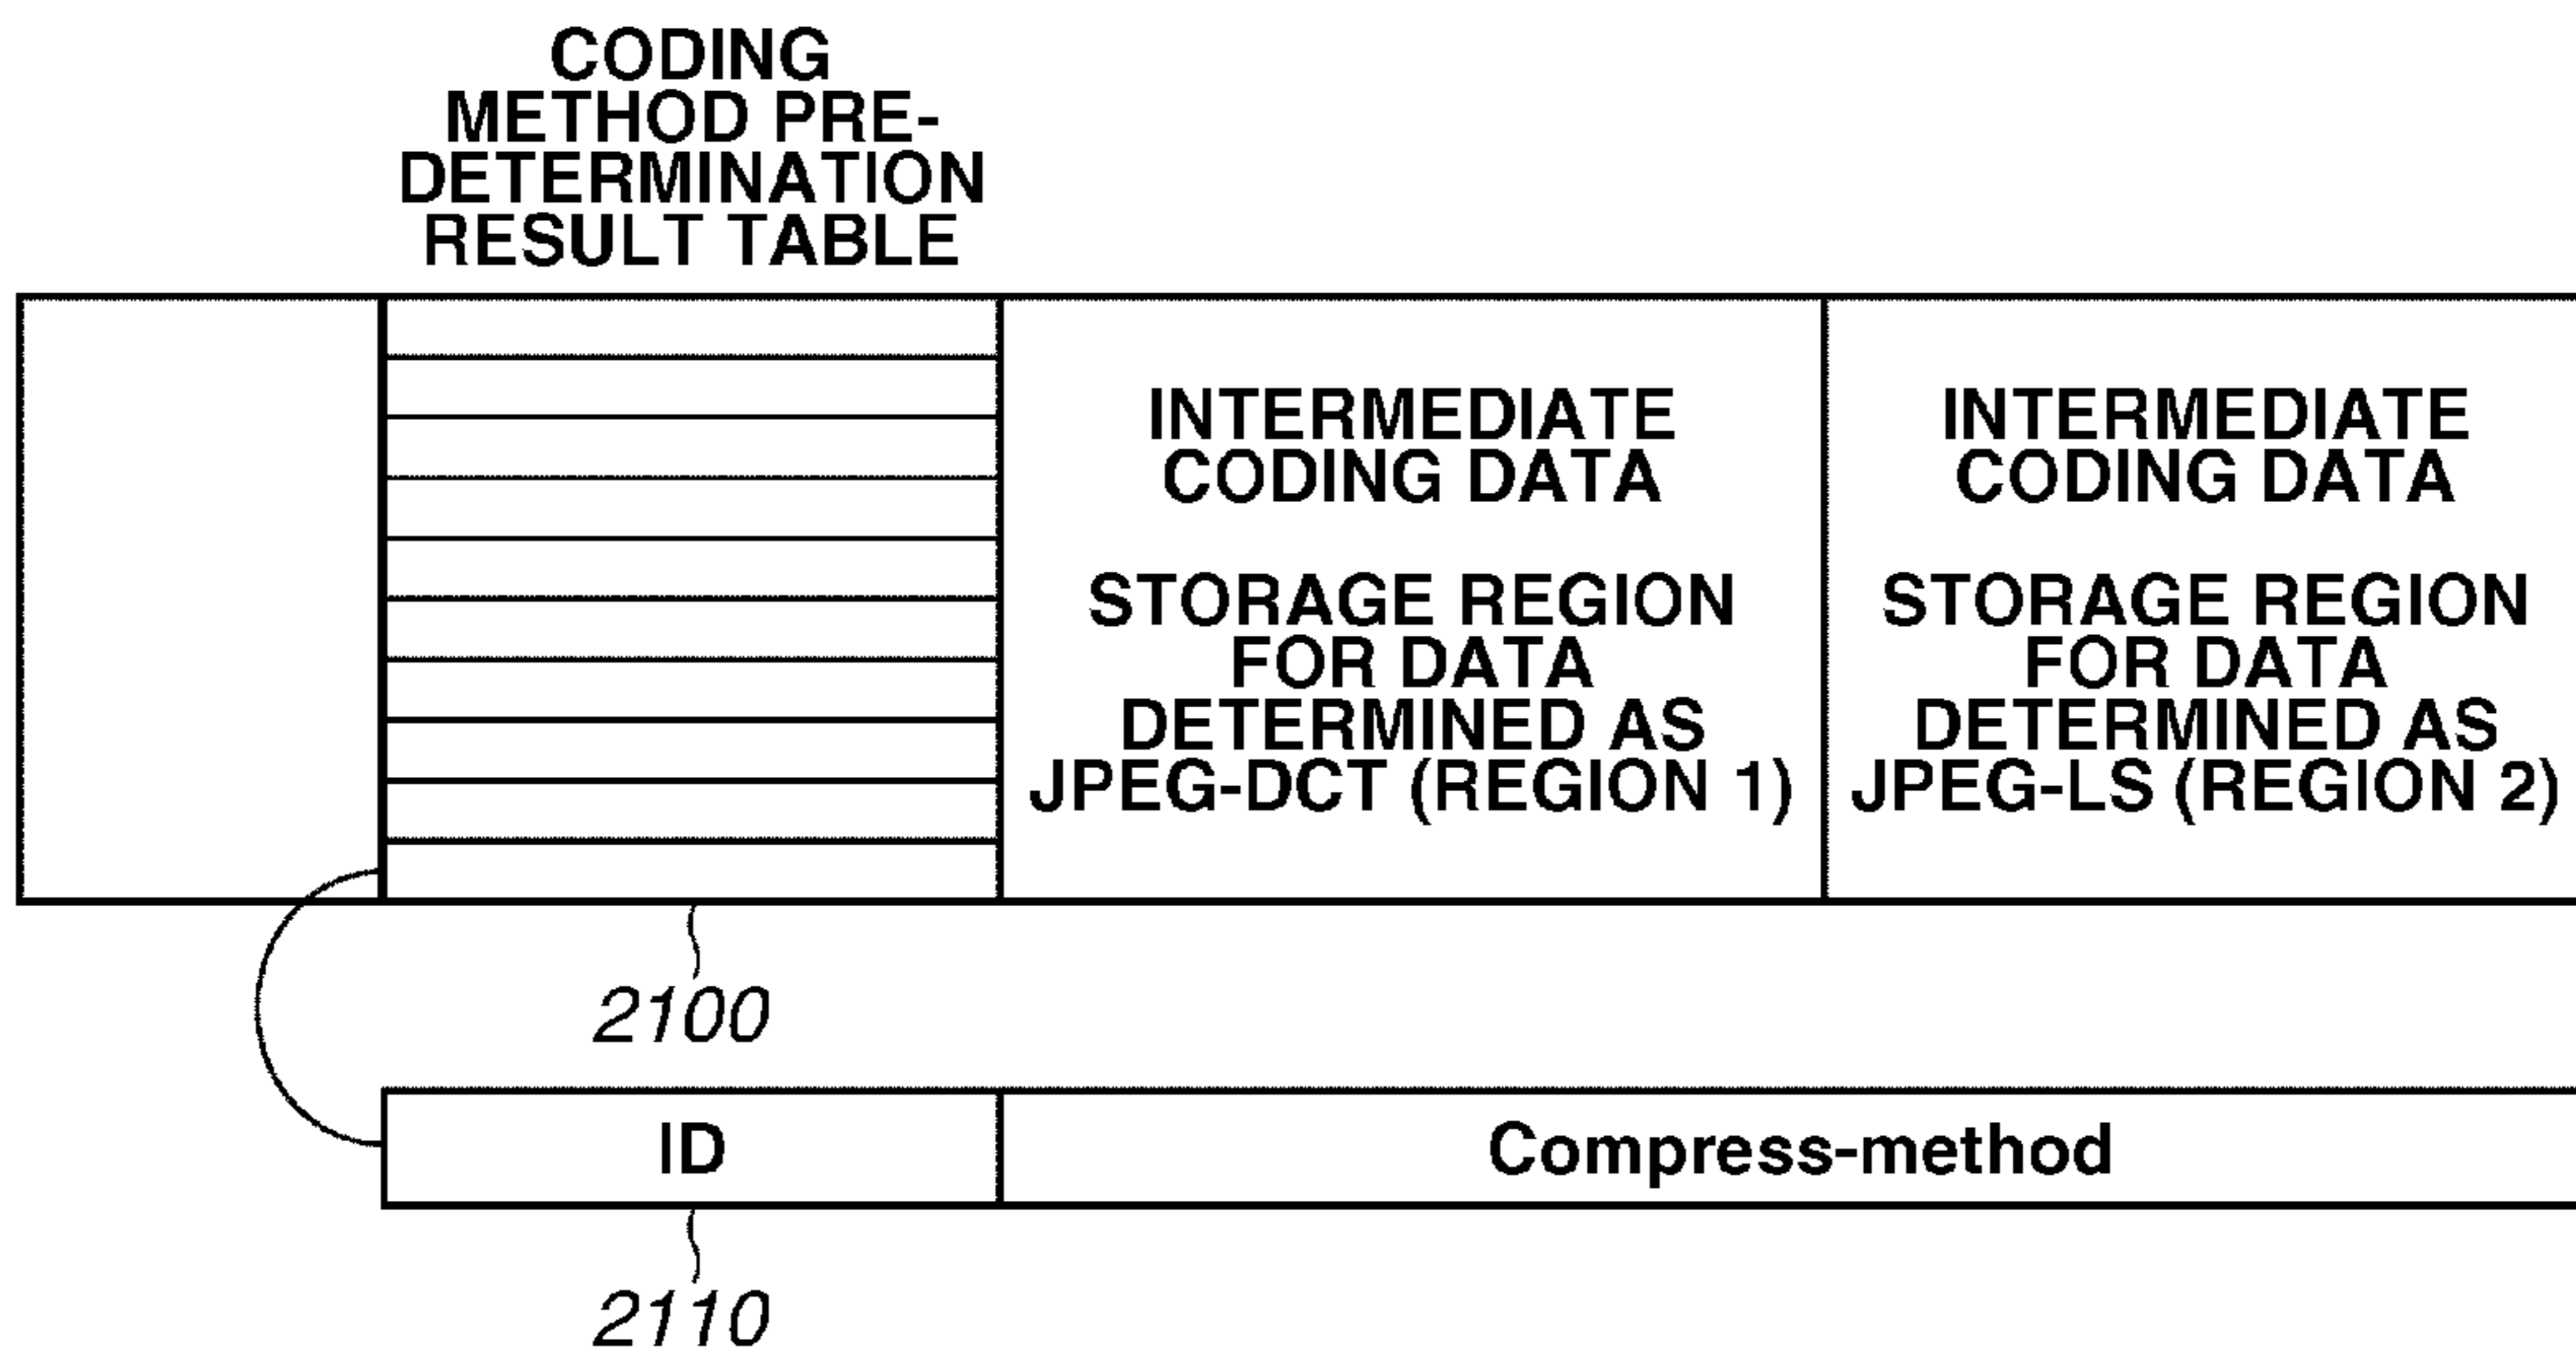 CODING
METHOD PRE-
DETERMINATION
RESULT TABLE
INTERMEDIATE
CODING DATA
STORAGE REGION
FOR DATA
DETERMINED AS
JPEG-DCT (REGION 1)
INTERMEDIATE
CODING DATA
STORAGE REGION
FOR DATA
DETERMINED AS
JPEG-LS (REGION 2)
2100
ID
Compress-method
2110